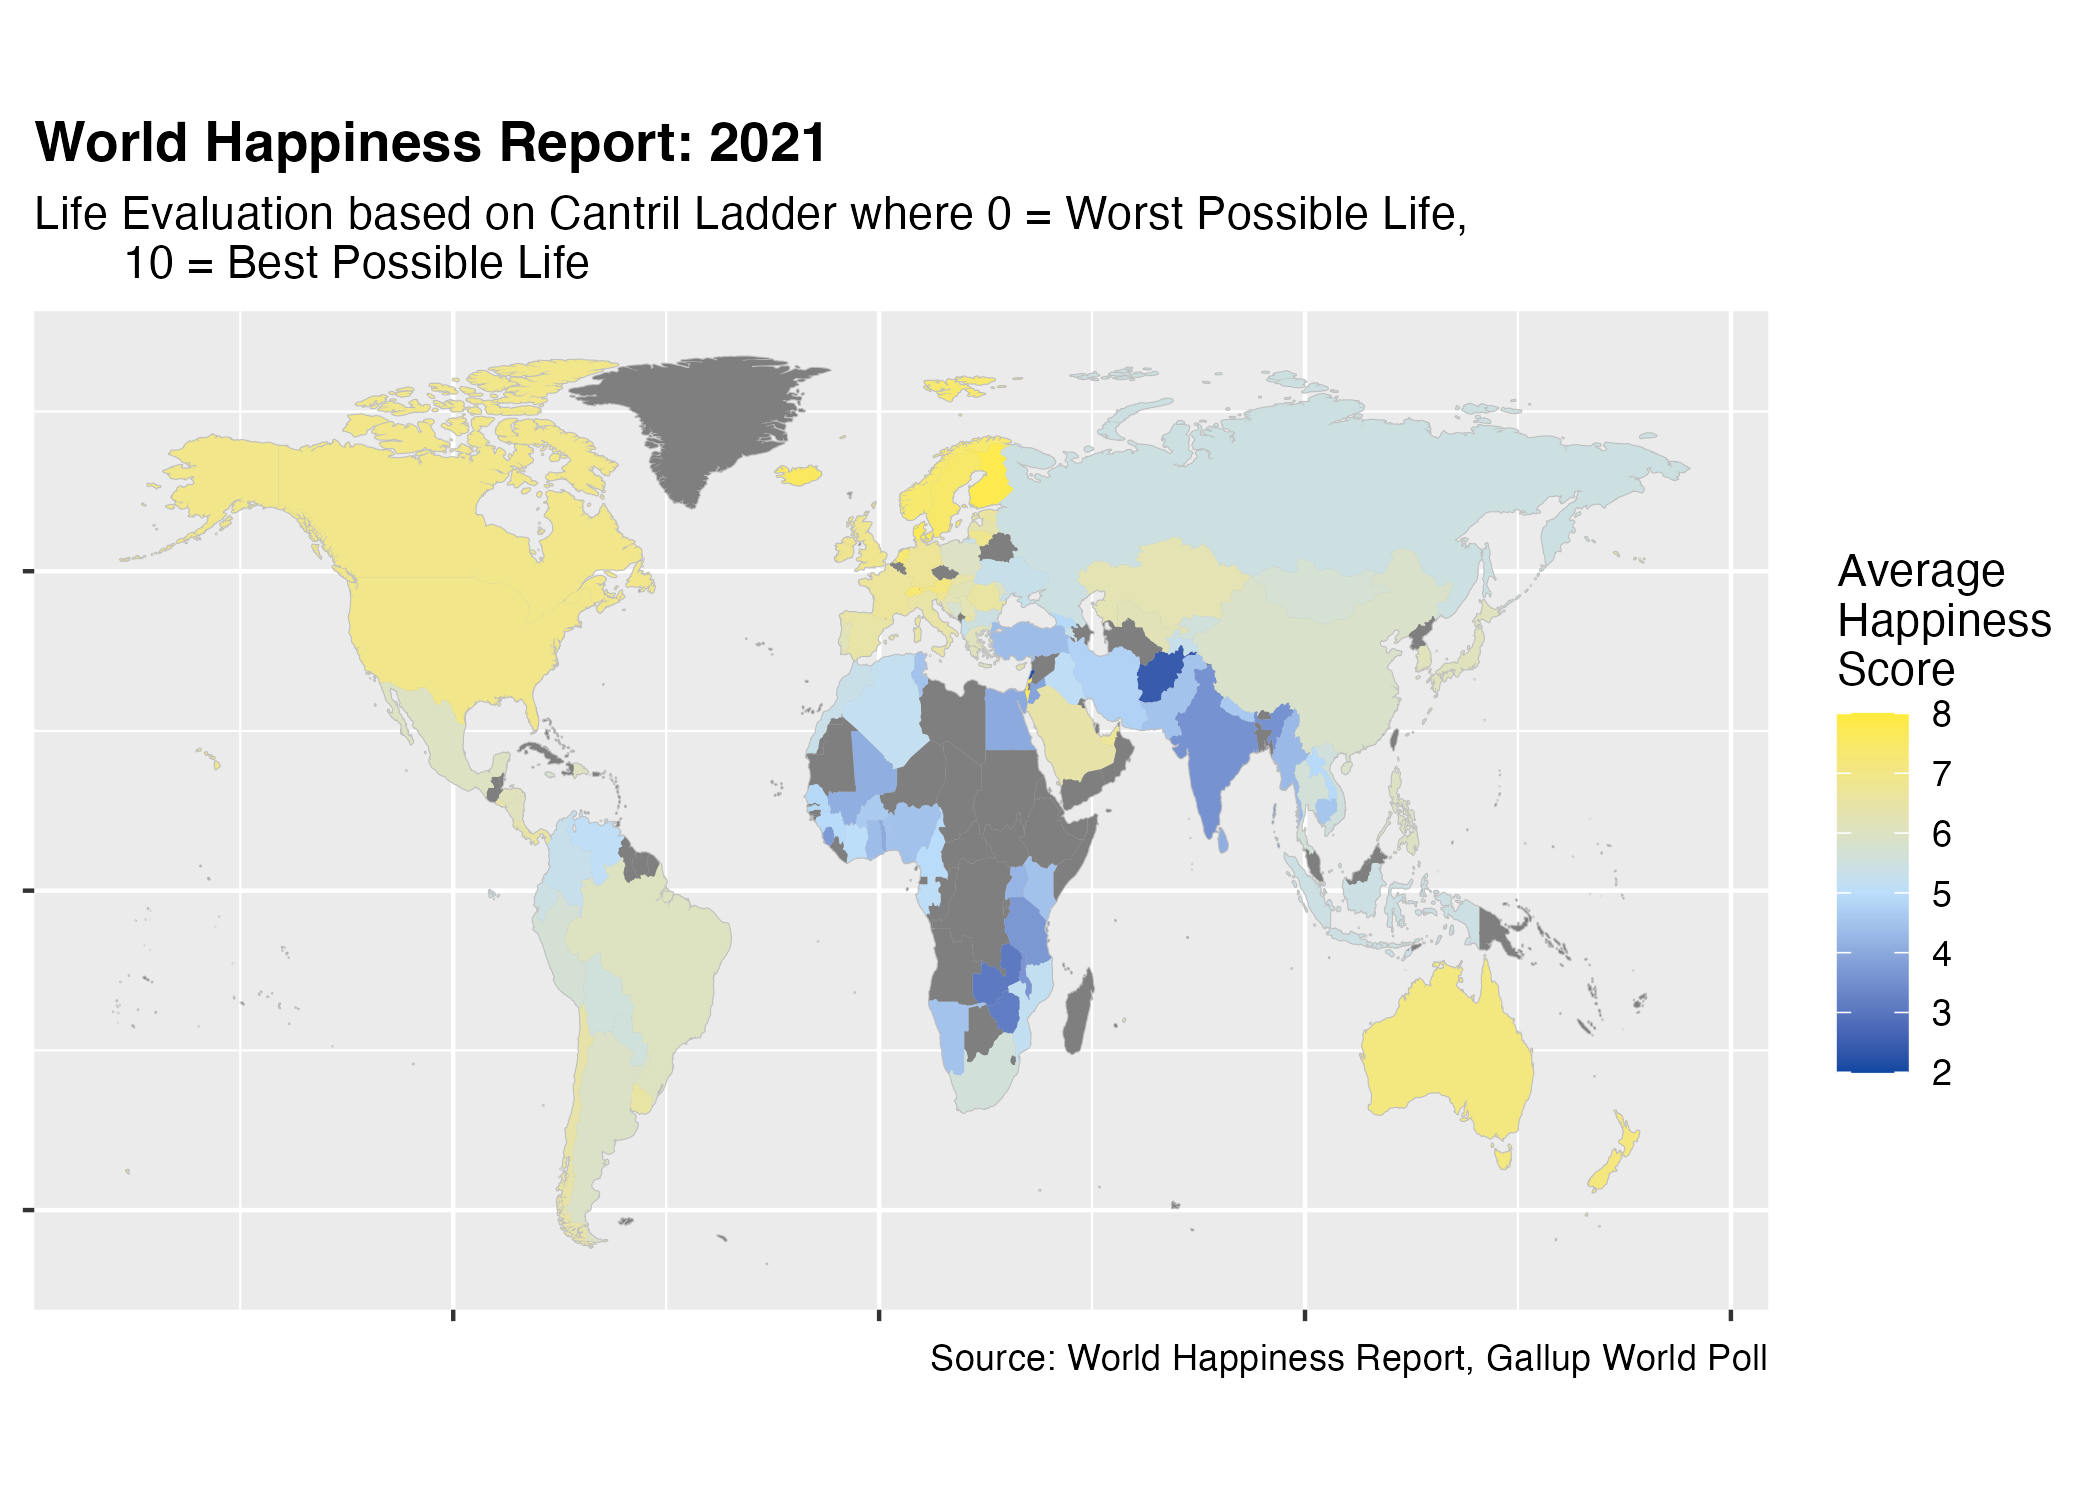 World Happiness Report: 2021
Life Evaluation based on Cantril Ladder where 0 = Worst Possible Life,
10 = Best Possible Life
Average
Happiness
Score
8
7
6
5
4
3
2
Source: World Happiness Report, Gallup World Poll